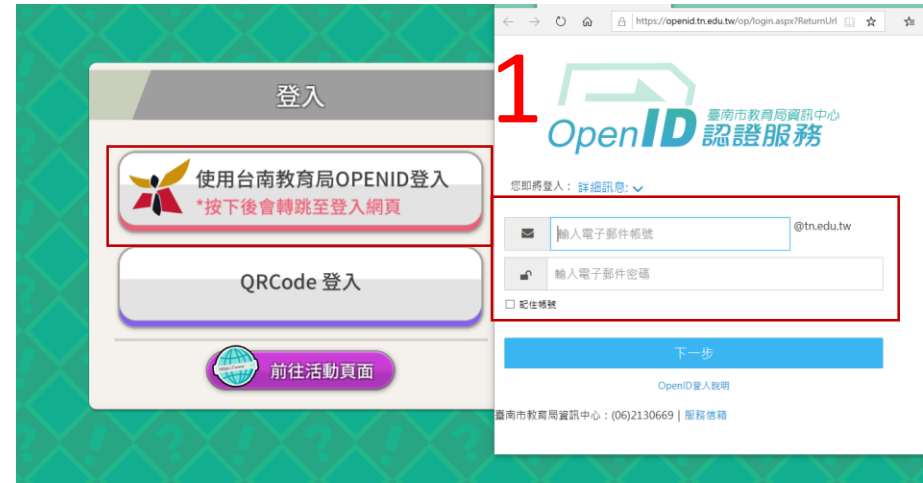 登入
使用台南教育局OPENID登入
*按下後會轉跳至登入網頁
QRCode 登入
前往活動頁面
https://openid.tn.edu.tw/op/login.aspx?ReturnUrl
1
臺南市教育局資訊中心
OpenID 認證服務
您即將登入： 詳細訊息:
輸入電子郵件帳號
@tn.edu.tw
輸入電子郵件密碼
記住帳號
下一步
OpenID登入說明
臺南市教育局資訊中心：(06)2130669 | 服務信箱